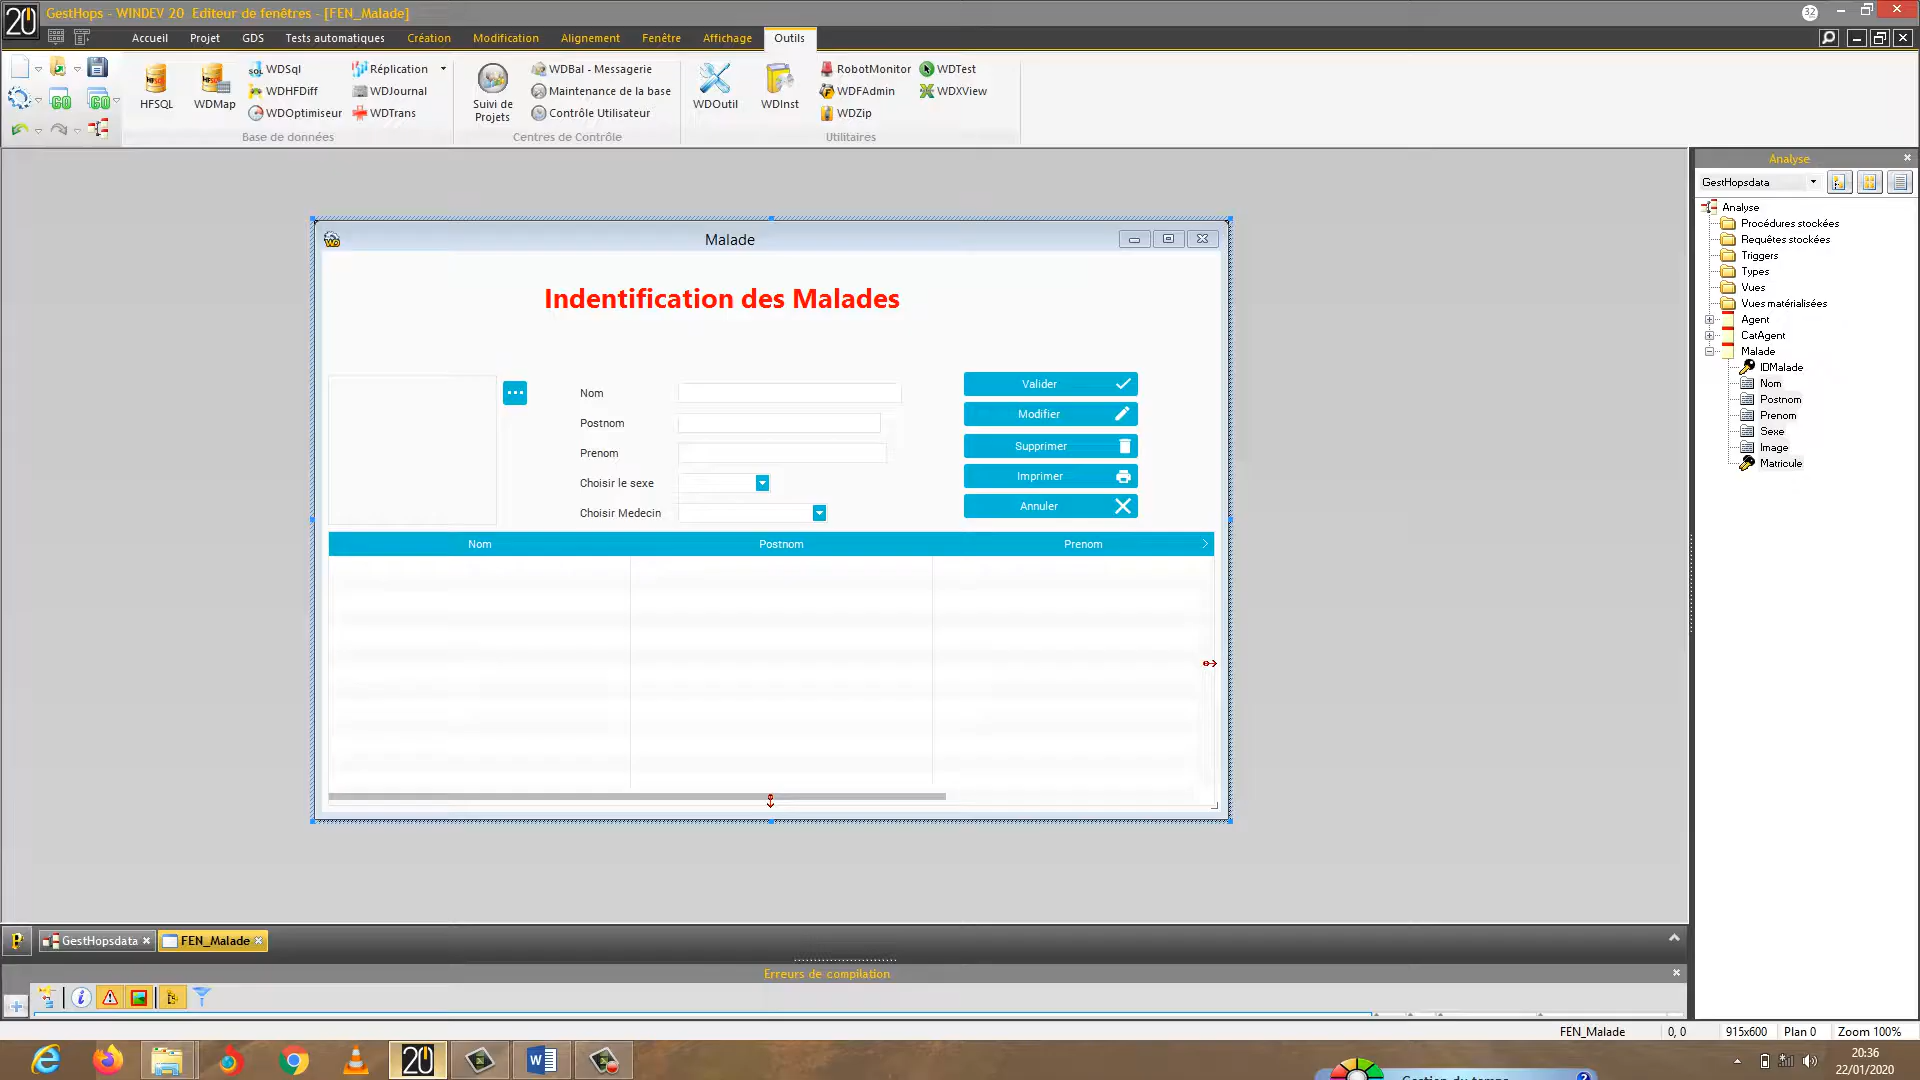 20 GestHops - WINDEV 20 Editeur de fenêtres - [FEN_Malade] 32
Accueil Projet GDS Tests automatiques Création Modification Alignement Fenêtre Affichage Outils
WDSql Réplication WDBal - Messagerie RobotMonitor WDTest
HFSQL WDMap WDHFDiff WDJournal Suivi de Projets Maintenance de la base WDOutil WDInst WDFAdmin WDXView
WDOptimiseur WDTrans Contrôle Utilisateur WDZip
Base de données Centres de Contrôle Utilitaires
Analyse
GestHopsdata
Analyse
Procédures stockées
Requêtes stockées
Triggers
Types
Vues
Vues matérialisées
Agent
CatAgent
Malade
IDMalade
Nom
Postnom
Prenom
Sexe
Image
Matricule
Malade
Indentification des Malades
Nom Valider
Postnom Modifier
Prenom Supprimer
Choisir le sexe Imprimer
Choisir Medecin Annuler
Nom Postnom Prenom
GestHopsdata FEN_Malade
Erreurs de compilation
FEN_Malade 0, 0 915x600 Plan 0 Zoom 100%
20:36
22/01/2020